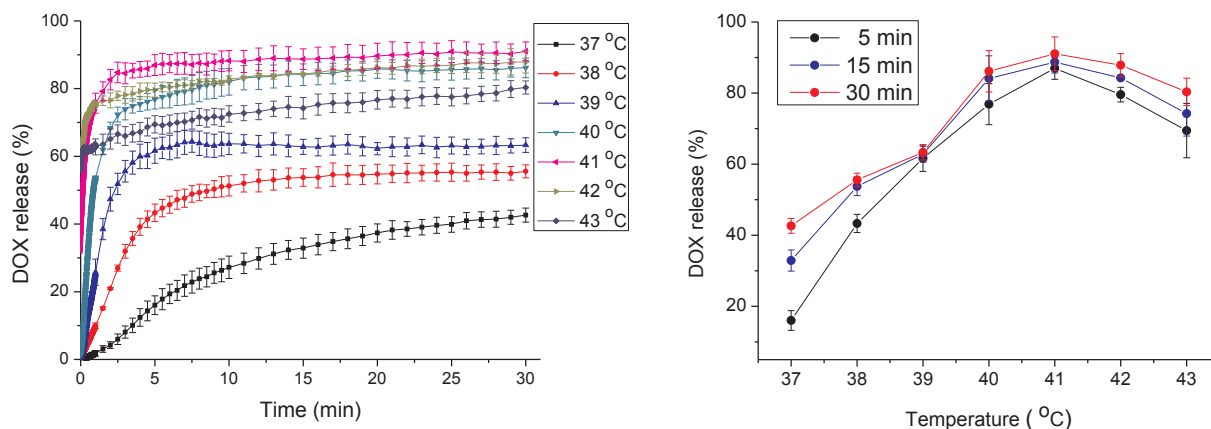 100
80
60
40
20
0
DOX release (%)
0 5 10 15 20 25 30
Time (min)
37 °C
38 °C
39 °C
40 °C
41 °C
42 °C
43 °C
100
80
60
40
20
DOX release (%)
37 38 39 40 41 42 43
Temperature ( °C)
5 min
15 min
30 min